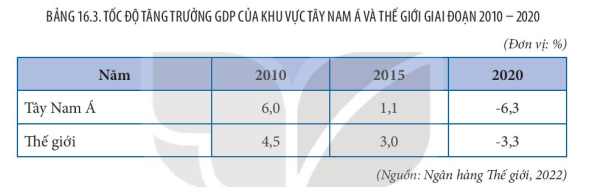 BẢNG 16.3. TỐC ĐỘ TĂNG TRƯỞNG GDP CỦA KHU VỰC TÂY NAM Á VÀ THẾ GIỚI GIAI ĐOẠN 2010 – 2020
(Đơn vị: %)
Năm 2010 2015 2020
Tây Nam Á 6,0 1,1 -6,3
Thế giới 4,5 3,0 -3,3
(Nguồn: Ngân hàng Thế giới, 2022)